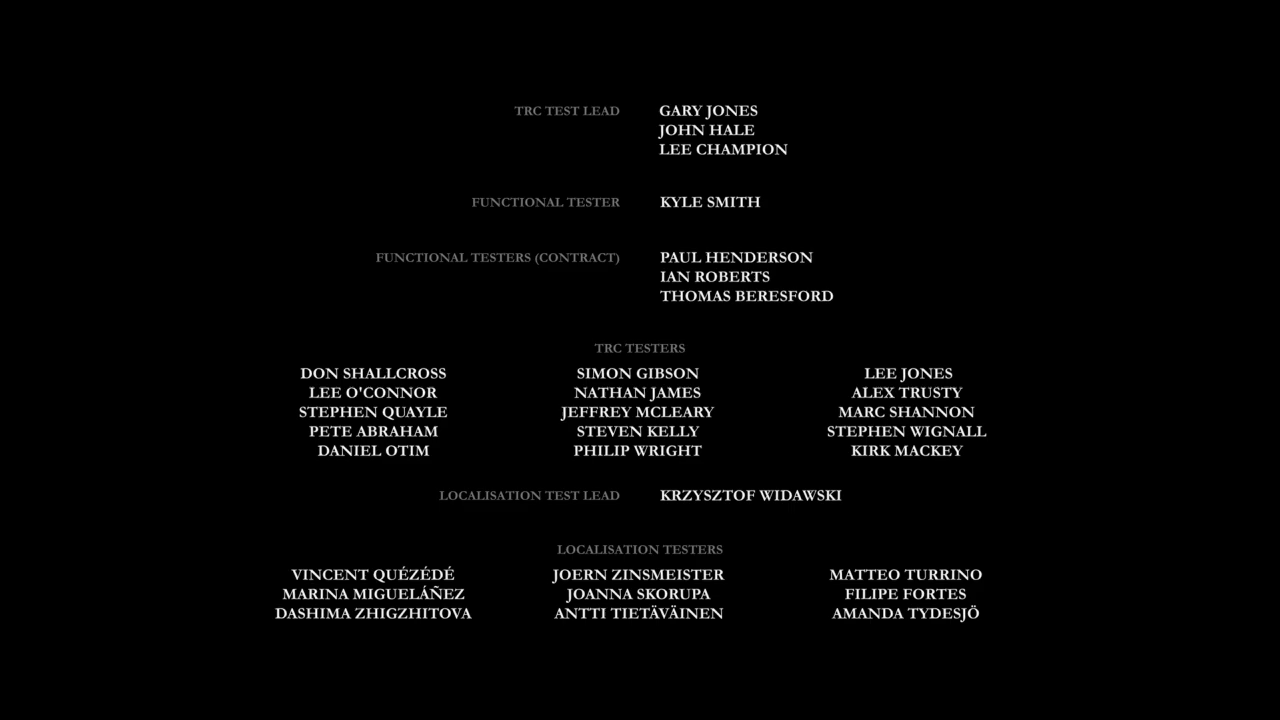 TRC TEST LEAD GARY JONES
JOHN HALE
LEE CHAMPION
FUNCTIONAL TESTER KYLE SMITH
FUNCTIONAL TESTERS (CONTRACT) PAUL HENDERSON
IAN ROBERTS
THOMAS BERESFORD
TRC TESTERS
DON SHALLCROSS SIMON GIBSON LEE JONES
LEE O'CONNOR NATHAN JAMES ALEX TRUSTY
STEPHEN QUAYLE JEFFREY MCLEARY MARC SHANNON
PETE ABRAHAM STEVEN KELLY STEPHEN WIGNALL
DANIEL OTIM PHILIP WRIGHT KIRK MACKEY
LOCALISATION TEST LEAD KRZYSZTOF WIDAWSKI
LOCALISATION TESTERS
VINCENT QUÉZÉDÉ JOERN ZINSMEISTER MATTEO TURRINO
MARINA MIGUELÁÑEZ JOANNA SKORUPA FILIPE FORTES
DASHIMA ZHIGZHITOVA ANTTI TIETÄVÄINEN AMANDA TYDESJÖ